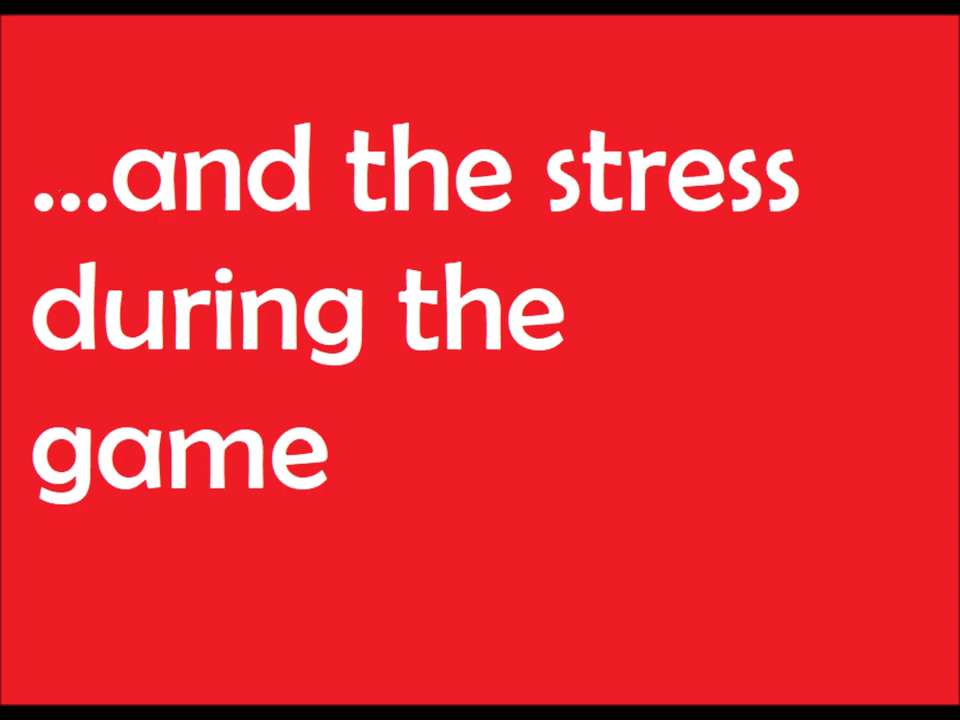 ...and the stress
during the
game